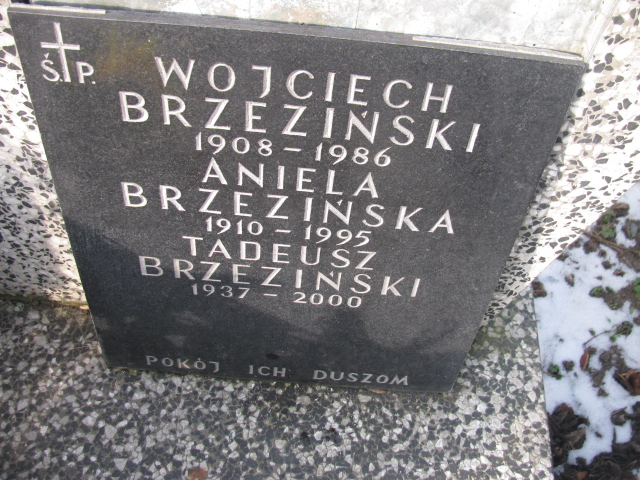 Ś.P.
WOJCIECH
BRZEZIŃSKI
1908 – 1986
ANIELA
BRZEZIŃSKA
1910 – 1995
TADEUSZ
BRZEZIŃSKI
1937 – 2000
POKÓJ ICH DUSZOM